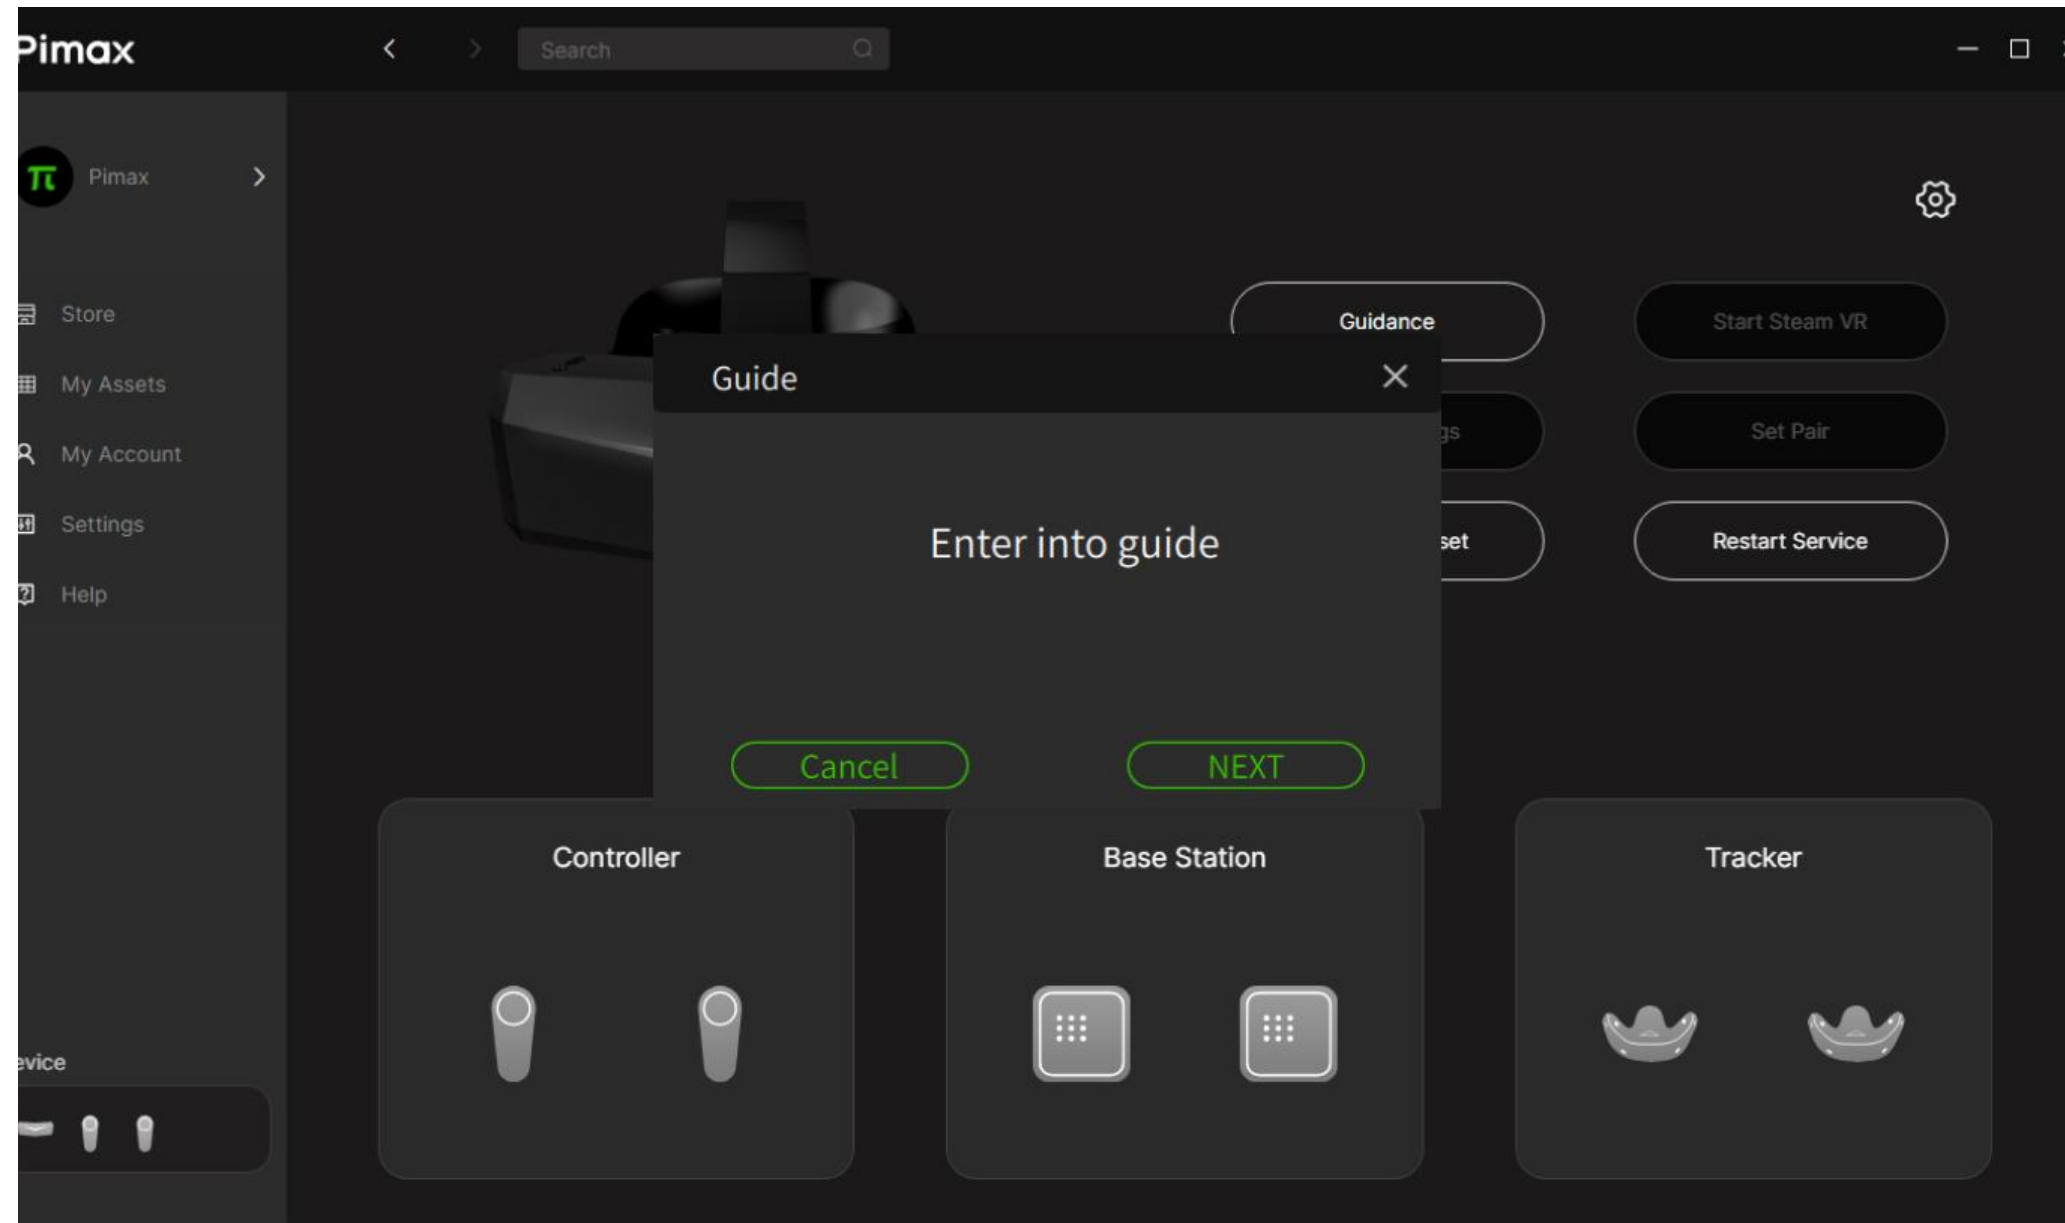 Pimax
Search
Pimax
Store
My Assets
My Account
Settings
Help
Guidance
Start Steam VR
Guide
Set Pair
Enter into guide
Restart Service
Cancel
NEXT
Controller
Base Station
Tracker